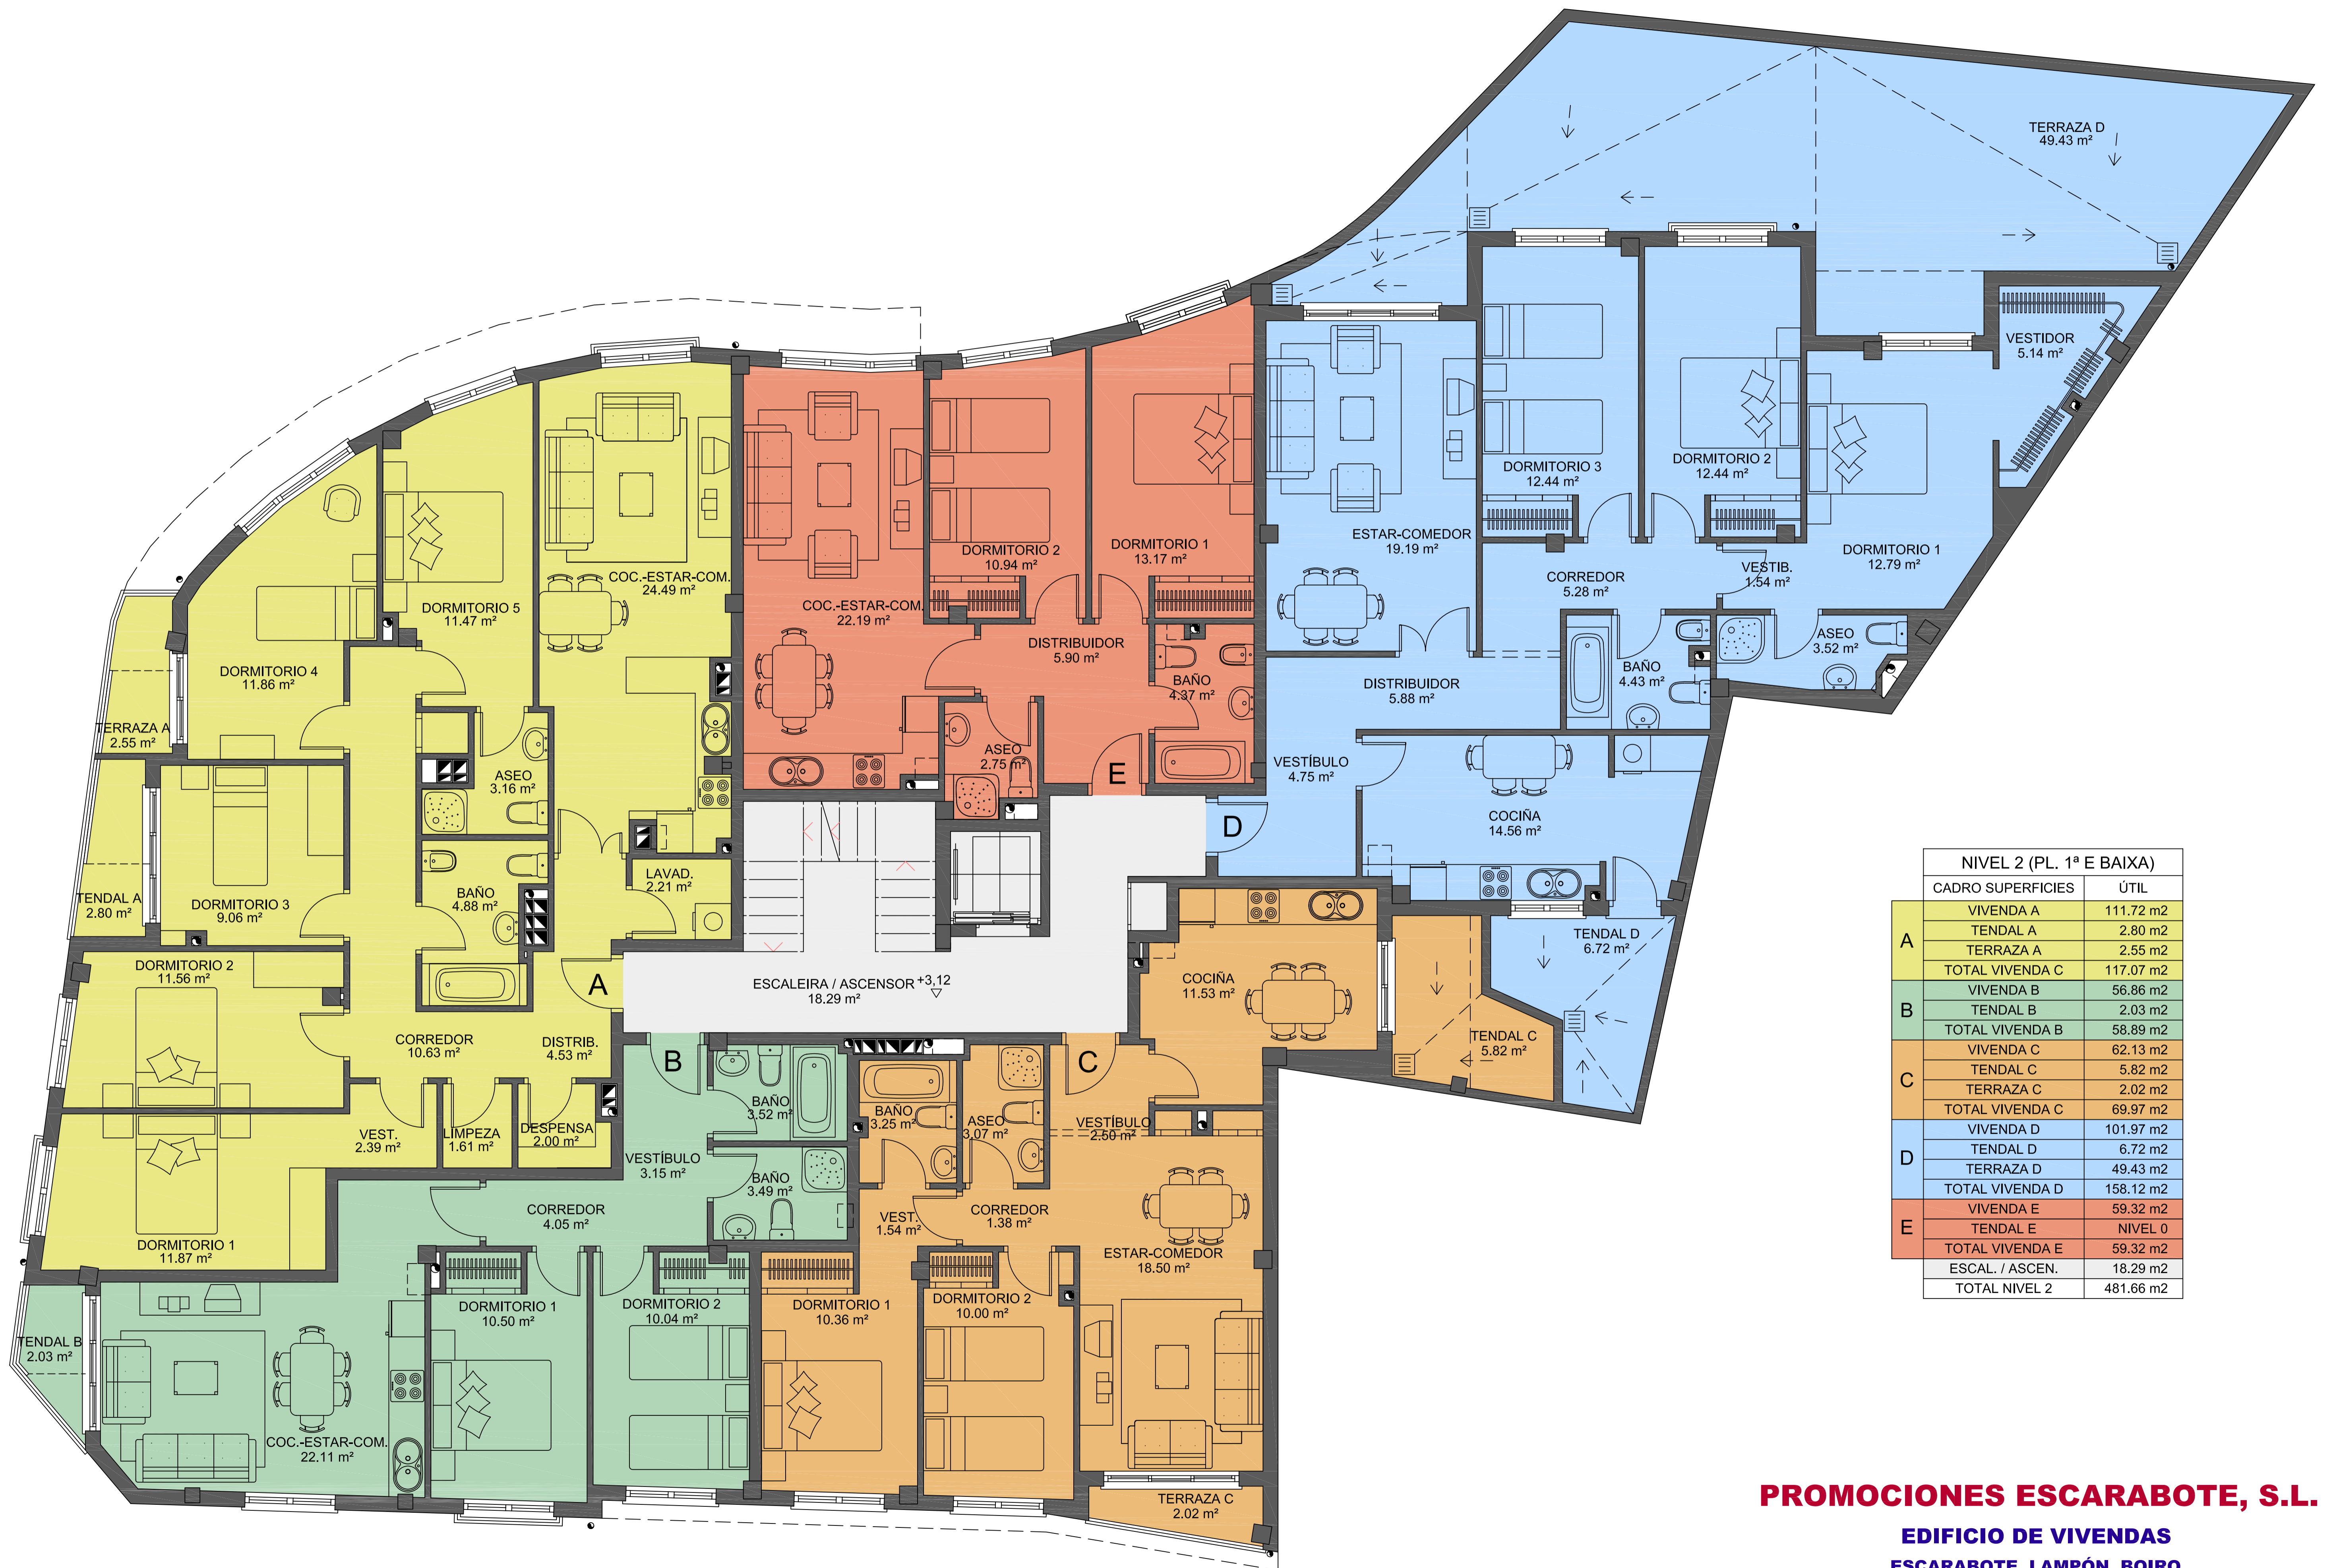 TERRAZA D
49.43 m²
VESTIDOR
5.14 m²
DORMITORIO 3
12.44 m²
DORMITORIO 2
12.44 m²
DORMITORIO 1
12.79 m²
ESTAR-COMEDOR
19.19 m²
CORREDOR
5.28 m²
VESTIB.
1.54 m²
ASEO
3.52 m²
BAÑO
4.43 m²
DISTRIBUIDOR
5.88 m²
VESTÍBULO
4.75 m²
COCIÑA
14.56 m²
D
TENDAL D
6.72 m²
DORMITORIO 2
10.94 m²
DORMITORIO 1
13.17 m²
COC.-ESTAR-COM.
22.19 m²
DISTRIBUIDOR
5.90 m²
BAÑO
4.37 m²
ASEO
2.75 m²
E
COC.-ESTAR-COM.
24.49 m²
DORMITORIO 5
11.47 m²
DORMITORIO 4
11.86 m²
TERRAZA A
2.55 m²
ASEO
3.16 m²
LAVAD.
2.21 m²
BAÑO
4.88 m²
DORMITORIO 3
9.06 m²
TENDAL A
2.80 m²
DORMITORIO 2
11.56 m²
A
CORREDOR
10.63 m²
DISTRIB.
4.53 m²
VEST.
2.39 m²
LIMPEZA
1.61 m²
DESPENSA
2.00 m²
DORMITORIO 1
11.87 m²
ESCALEIRA / ASCENSOR +3,12
18.29 m²
B
BAÑO
3.52 m²
VESTÍBULO
3.15 m²
BAÑO
3.49 m²
CORREDOR
4.05 m²
DORMITORIO 1
10.50 m²
DORMITORIO 2
10.04 m²
TENDAL B
2.03 m²
COC.-ESTAR-COM.
22.11 m²
C
COCIÑA
11.53 m²
TENDAL C
5.82 m²
BAÑO
3.25 m²
ASEO
3.07 m²
VESTÍBULO
2.50 m²
VEST.
1.54 m²
CORREDOR
1.38 m²
ESTAR-COMEDOR
18.50 m²
DORMITORIO 1
10.36 m²
DORMITORIO 2
10.00 m²
TERRAZA C
2.02 m²
NIVEL 2 (PL. 1ª E BAIXA)
CADRO SUPERFICIES ÚTIL
A
VIVENDA A 111.72 m2
TENDAL A 2.80 m2
TERRAZA A 2.55 m2
TOTAL VIVENDA C 117.07 m2
B
VIVENDA B 56.86 m2
TENDAL B 2.03 m2
TOTAL VIVENDA B 58.89 m2
C
VIVENDA C 62.13 m2
TENDAL C 5.82 m2
TERRAZA C 2.02 m2
TOTAL VIVENDA C 69.97 m2
D
VIVENDA D 101.97 m2
TENDAL D 6.72 m2
TERRAZA D 49.43 m2
TOTAL VIVENDA D 158.12 m2
E
VIVENDA E 59.32 m2
TENDAL E NIVEL 0
TOTAL VIVENDA E 59.32 m2
ESCAL. / ASCEN. 18.29 m2
TOTAL NIVEL 2 481.66 m2
PROMOCIONES ESCARABOTE, S.L.
EDIFICIO DE VIVENDAS
ESCARABOTE, LAMPÓN, BOIRO